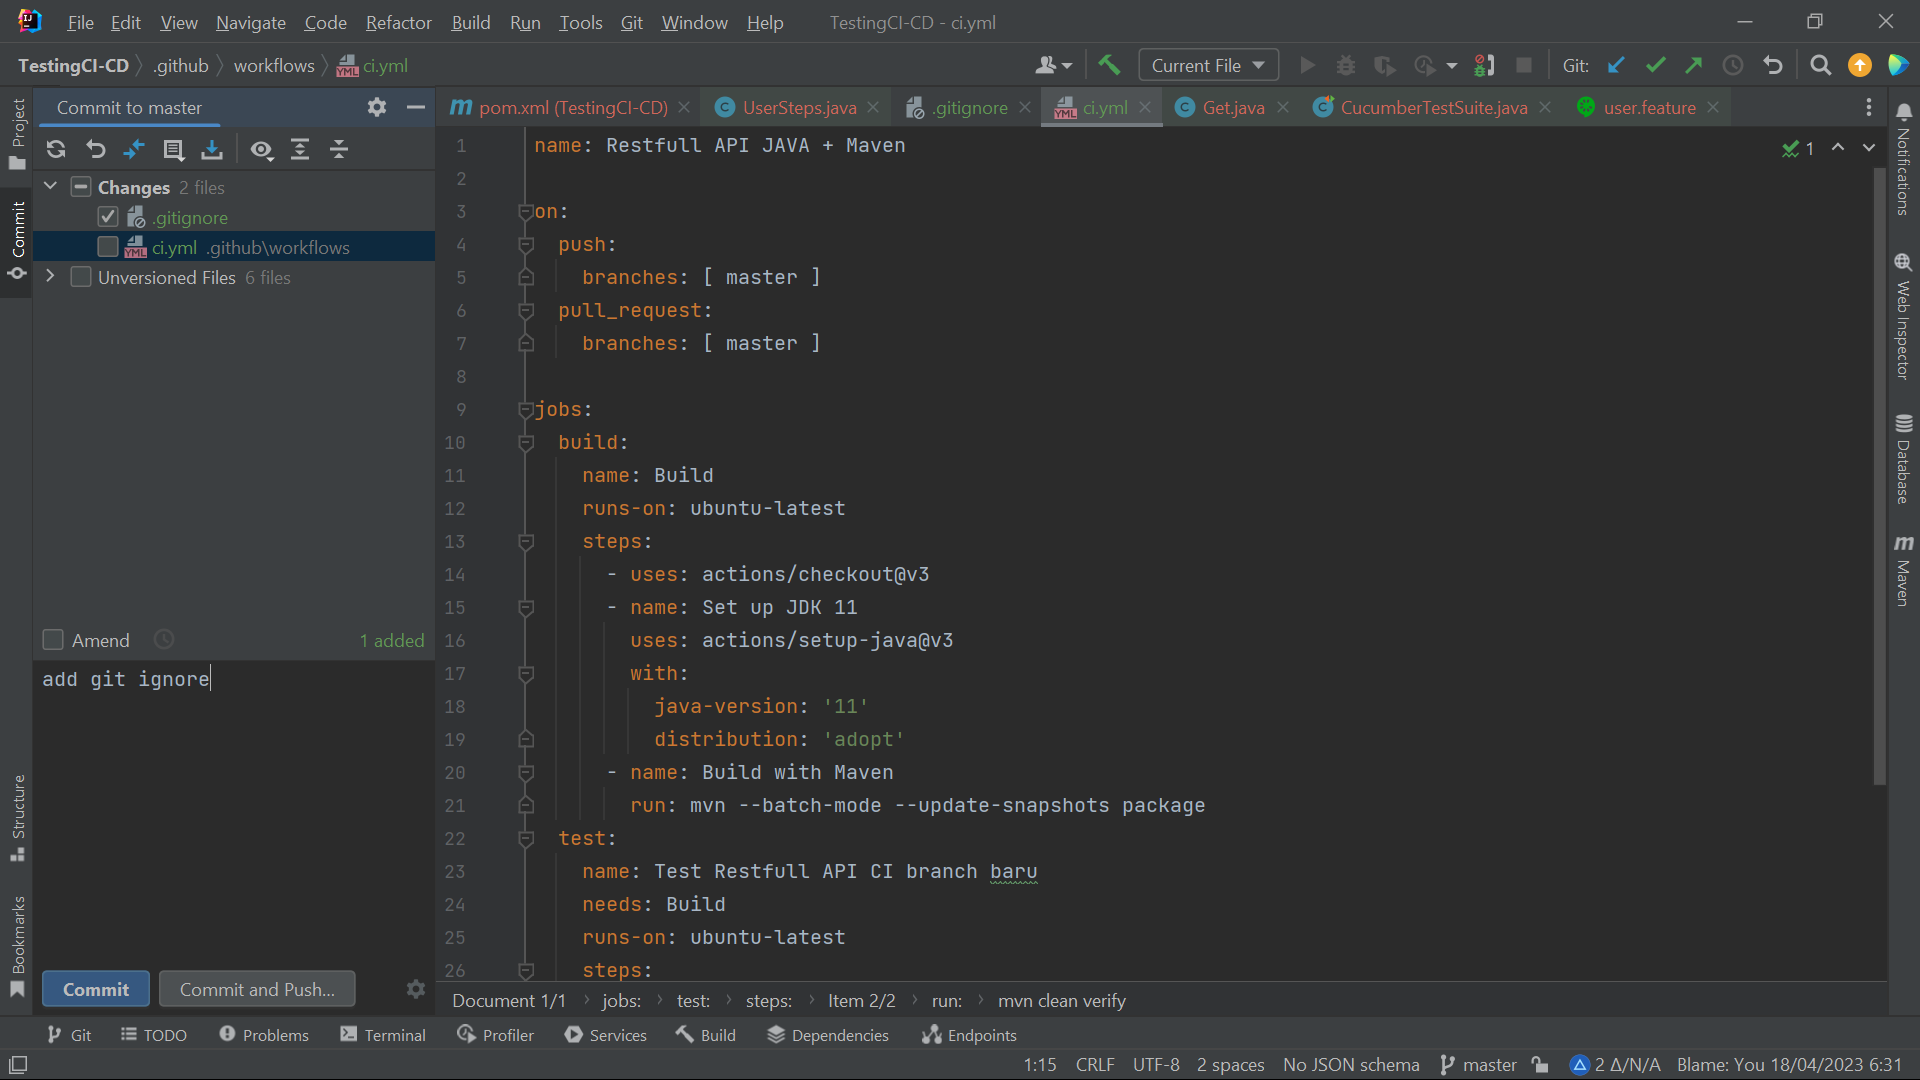 File Edit View Navigate Code Refactor Build Run Tools Git Window Help TestingCI-CD - ci.yml
TestingCI-CD .github workflows ci.yml Current File Git:
Commit to master
pom.xml (TestingCI-CD) UserSteps.java .gitignore ci.yml Get.java CucumberTestSuite.java user.feature
Project
Commit
Structure
Bookmarks
Changes 2 files
.gitignore
ci.yml .github\workflows
Unversioned Files 6 files
Amend 1 added
add git ignore
Commit Commit and Push...
1 name: Restfull API JAVA + Maven
2
3 on:
4 push:
5 branches: [ master ]
6 pull_request:
7 branches: [ master ]
8
9 jobs:
10 build:
11 name: Build
12 runs-on: ubuntu-latest
13 steps:
14 - uses: actions/checkout@v3
15 - name: Set up JDK 11
16 uses: actions/setup-java@v3
17 with:
18 java-version: '11'
19 distribution: 'adopt'
20 - name: Build with Maven
21 run: mvn --batch-mode --update-snapshots package
22 test:
23 name: Test Restfull API CI branch baru
24 needs: Build
25 runs-on: ubuntu-latest
26 steps:
1
Notifications
Web Inspector
Database
Maven
Document 1/1 jobs: test: steps: Item 2/2 run: mvn clean verify
Git TODO Problems Terminal Profiler Services Build Dependencies Endpoints
1:15 CRLF UTF-8 2 spaces No JSON schema master 2 Δ/N/A Blame: You 18/04/2023 6:31